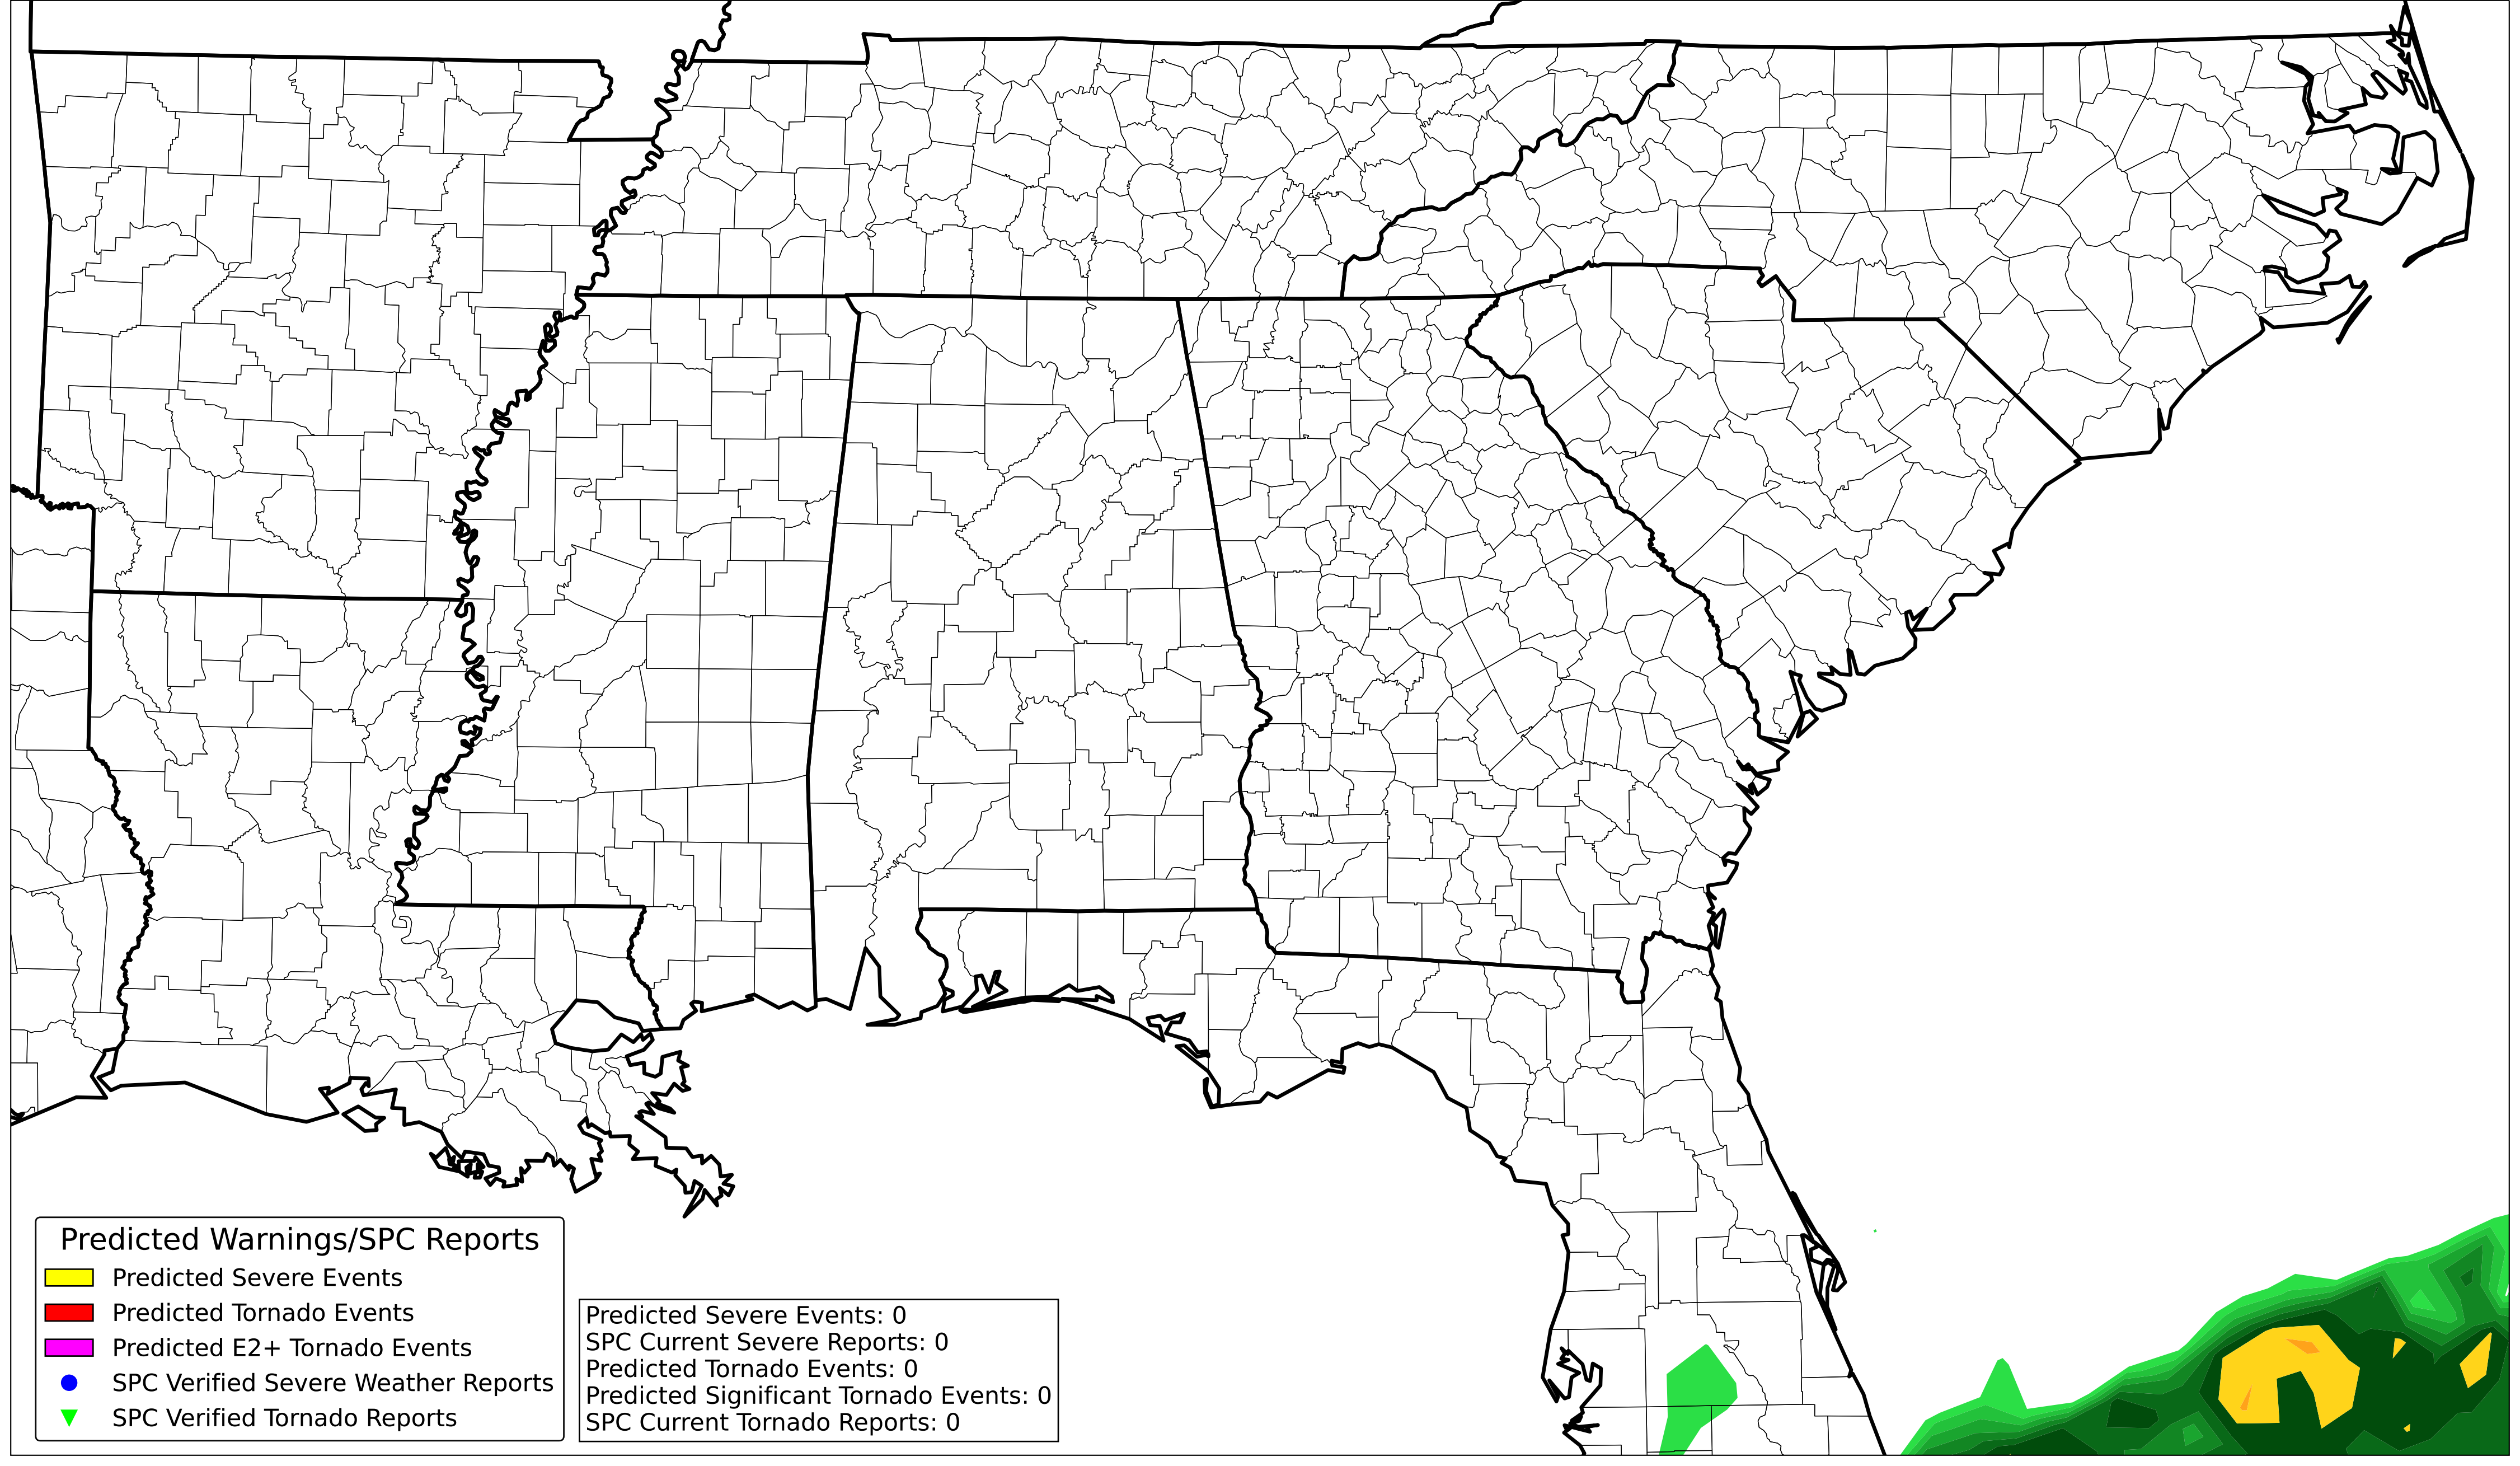 Predicted Warnings/SPC Reports
Predicted Severe Events
Predicted Tornado Events
Predicted E2+ Tornado Events
SPC Verified Severe Weather Reports
SPC Verified Tornado Reports
Predicted Severe Events: 0
SPC Current Severe Reports: 0
Predicted Tornado Events: 0
Predicted Significant Tornado Events: 0
SPC Current Tornado Reports: 0